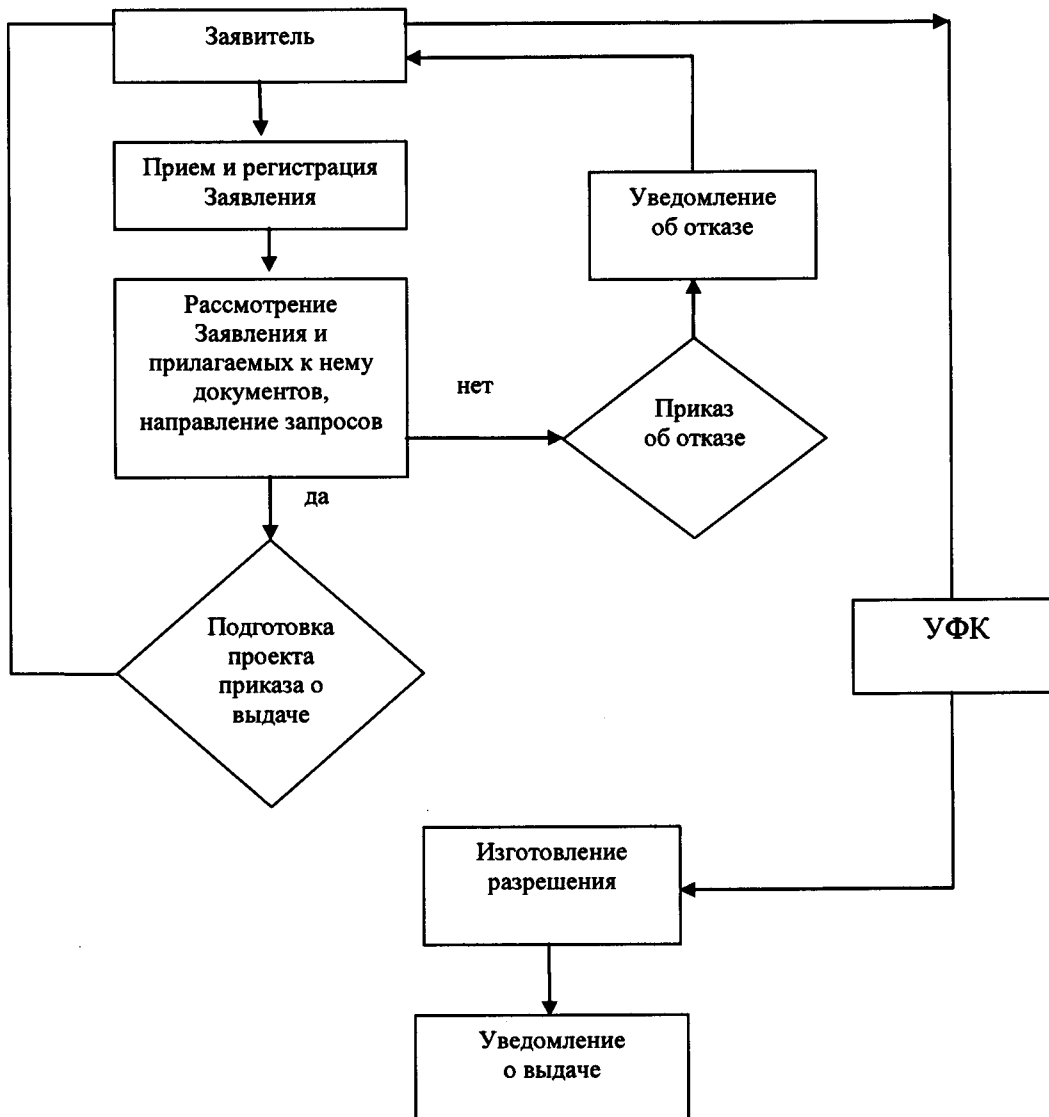 Заявитель
Прием и регистрация
Заявления
Уведомление
об отказе
Рассмотрение
Заявления и
прилагаемых к нему
документов,
направление запросов
нет
Приказ
об отказе
да
Подготовка
проекта
приказа о
выдаче
УФК
Изготовление
разрешения
Уведомление
о выдаче